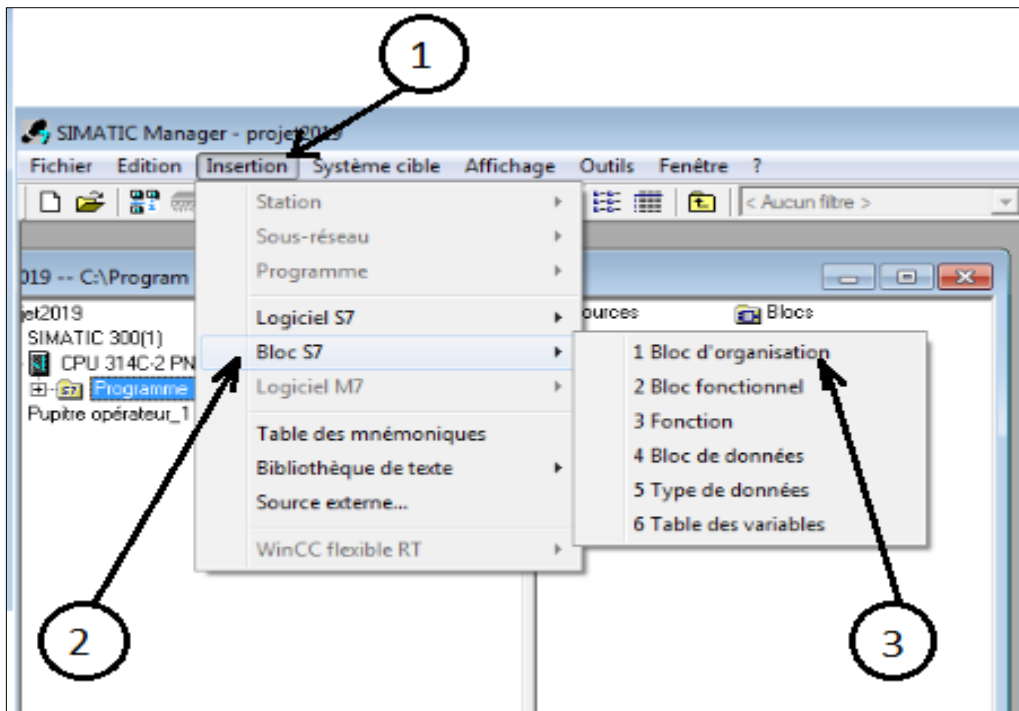 1
SIMATIC Manager - projet2019
Fichier Edition Insertion Système cible Affichage Outils Fenêtre ?
< Aucun filtre >
Station
Sous-réseau
Programme
019 -- C:\Program
Logiciel S7
Bloc S7
Logiciel M7
Table des mnémoniques
Bibliothèque de texte
Source externe...
WinCC flexible RT
jet2019
SIMATIC 300(1)
CPU 314C-2 PN
Programme
Pupitre opérateur_1
ources Blocs
1 Bloc d'organisation
2 Bloc fonctionnel
3 Fonction
4 Bloc de données
5 Type de données
6 Table des variables
2
3